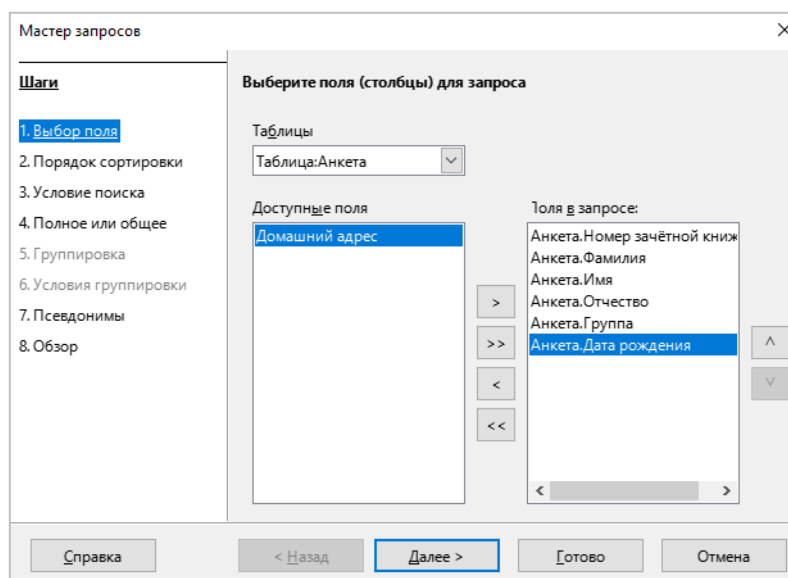 Мастер запросов
Шаги
1. Выбор поля
2. Порядок сортировки
3. Условие поиска
4. Полное или общее
5. Группировка
6. Условия группировки
7. Псевдонимы
8. Обзор
Выберите поля (столбцы) для запроса
Таблицы
Таблица:Анкета
Доступные поля
Домашний адрес
>
>>
<
<<
Поля в запросе:
Анкета.Номер зачётной книж
Анкета.Фамилия
Анкета.Имя
Анкета.Отчество
Анкета.Группа
Анкета.Дата рождения
Справка
< Назад
Далее >
Готово
Отмена